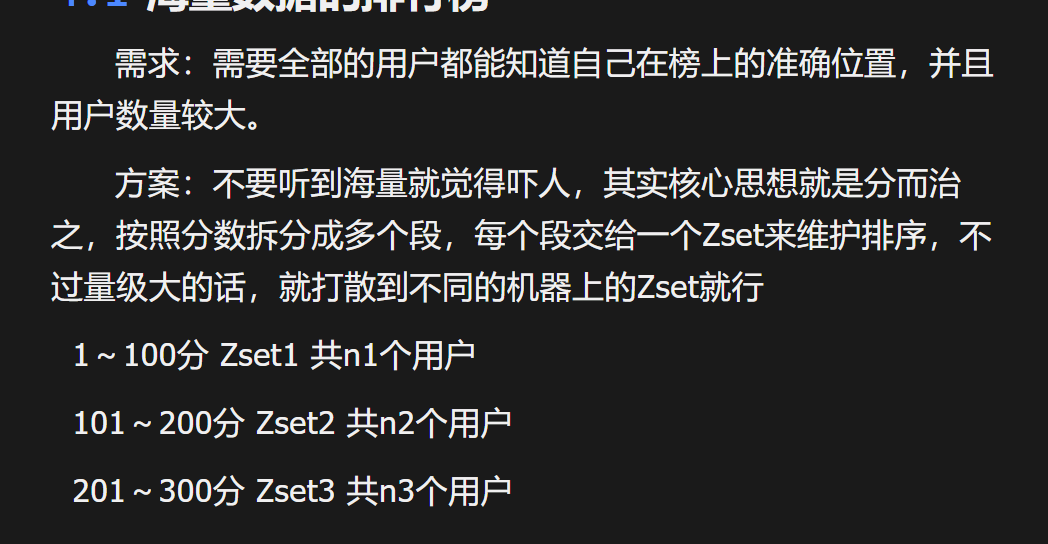 4.1 海量数据的排行榜
需求：需要全部的用户都能知道自己在榜上的准确位置，并且
用户数量较大。
方案：不要听到海量就觉得吓人，其实核心思想就是分而治
之，按照分数拆分成多个段，每个段交给一个Zset来维护排序，不
过量级大的话，就打散到不同的机器上的Zset就行
1～100分 Zset1 共n1个用户
101～200分 Zset2 共n2个用户
201～300分 Zset3 共n3个用户